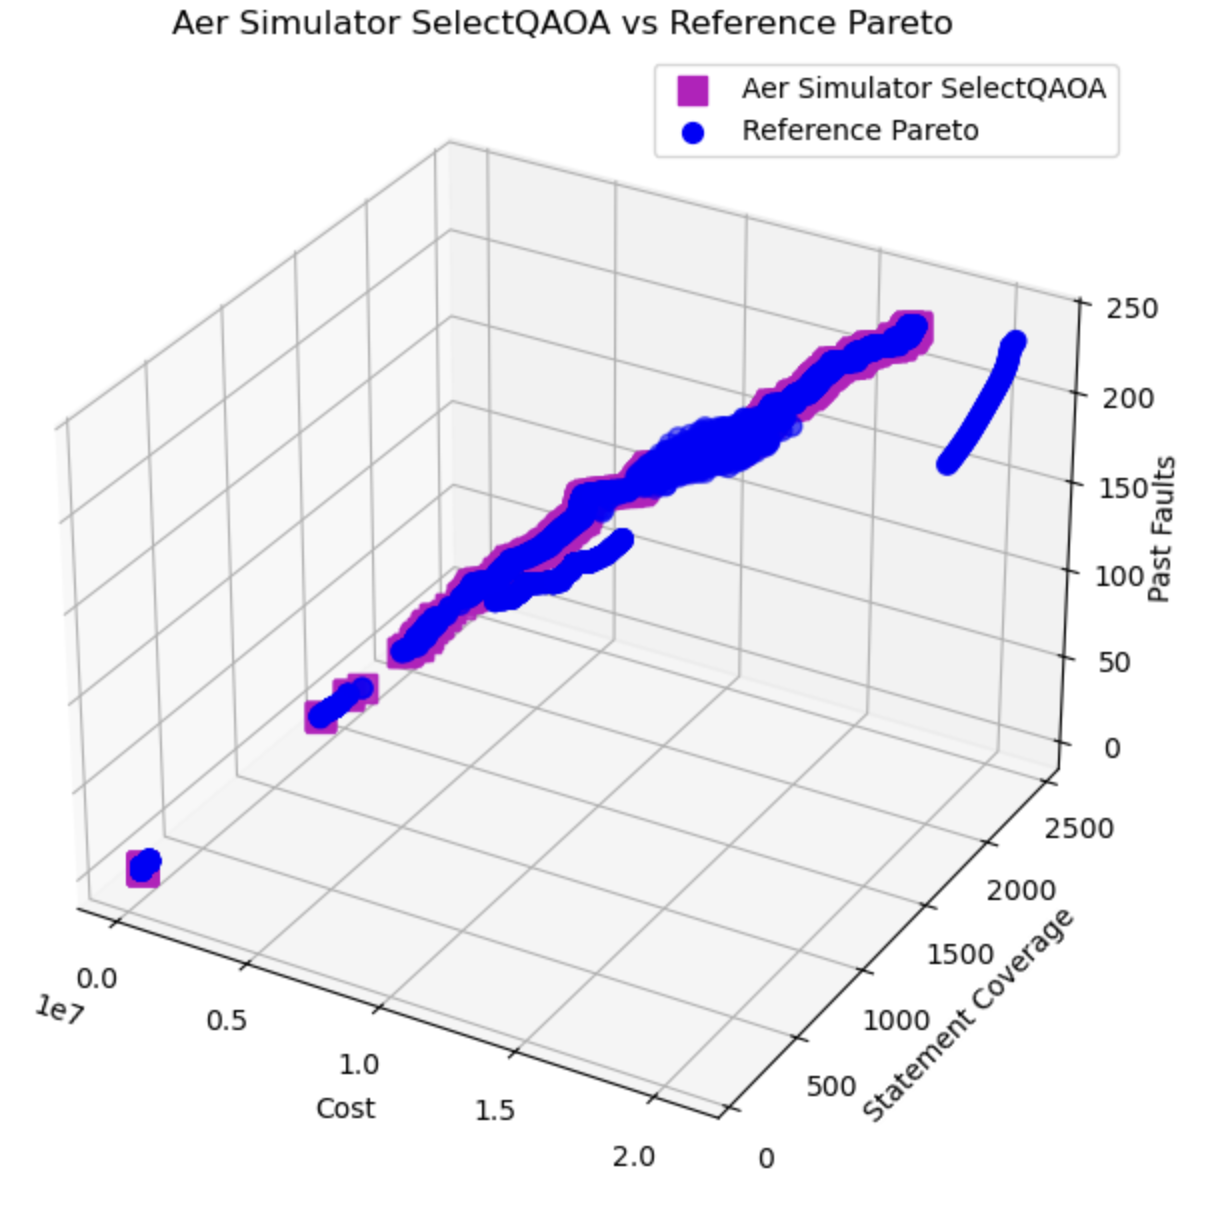 Aer Simulator SelectQAOA vs Reference Pareto
Aer Simulator SelectQAOA
Reference Pareto
250
200
150
100
50
0
Past Faults
2500
2000
1500
1000
500
0
Statement Coverage
0.0
0.5
1.0
1.5
2.0
1e7
Cost